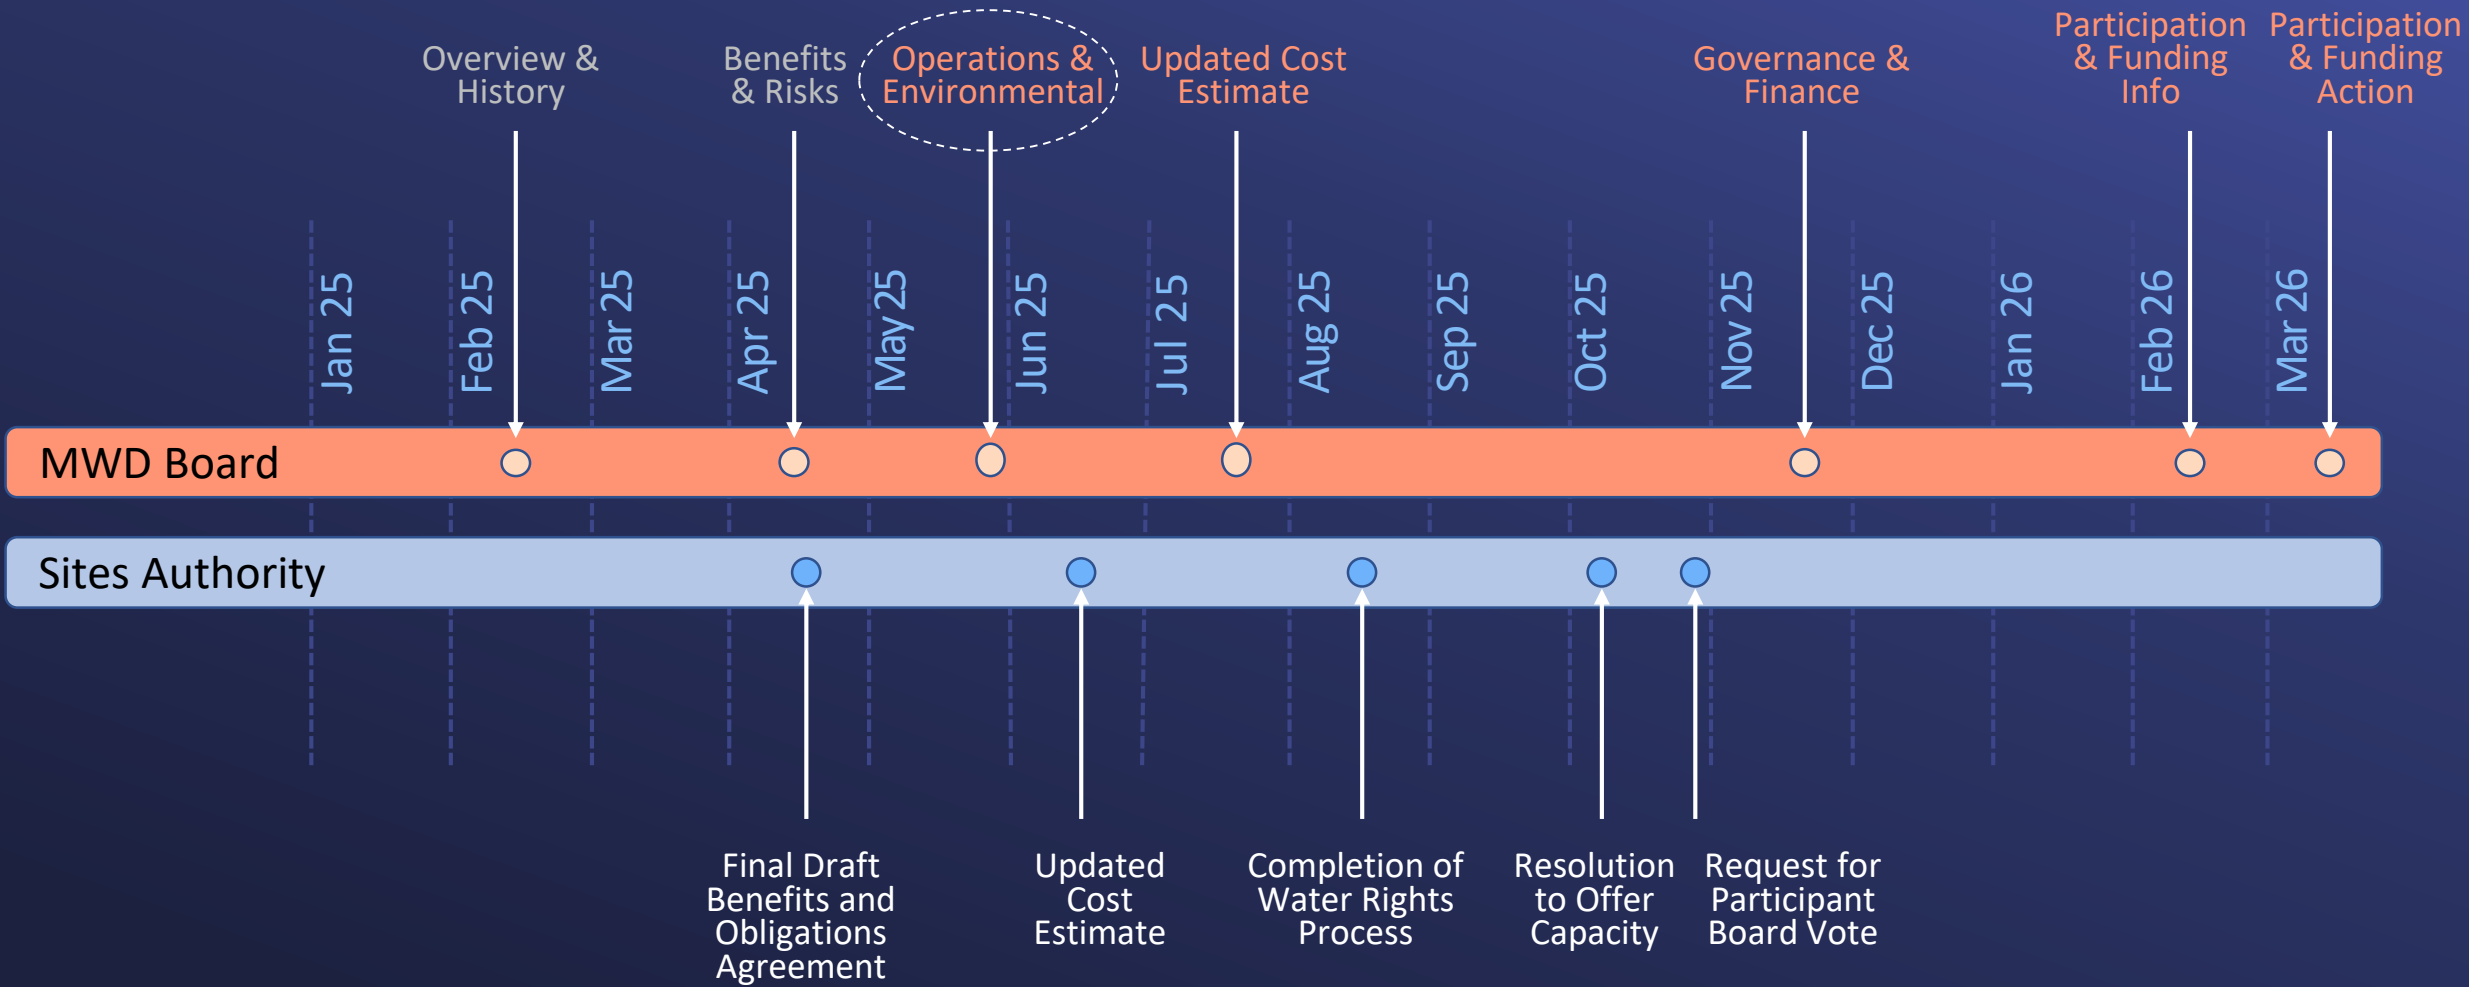 Overview &
History
Benefits
& Risks
Operations &
Environmental
Updated Cost
Estimate
Governance &
Finance
Participation
& Funding
Info
Participation
& Funding
Action
Jan 25
Feb 25
Mar 25
Apr 25
May 25
Jun 25
Jul 25
Aug 25
Sep 25
Oct 25
Nov 25
Dec 25
Jan 26
Feb 26
Mar 26
MWD Board
Sites Authority
Final Draft
Benefits and
Obligations
Agreement
Updated
Cost
Estimate
Completion of
Water Rights
Process
Resolution
to Offer
Capacity
Request for
Participant
Board Vote